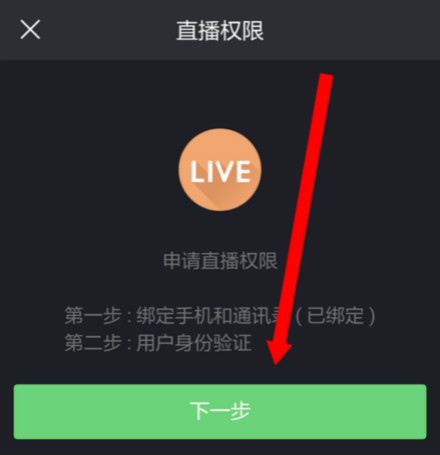 直播权限
LIVE
申请直播权限
第一步：绑定手机和通讯录（已绑定）
第二步：用户身份验证
下一步